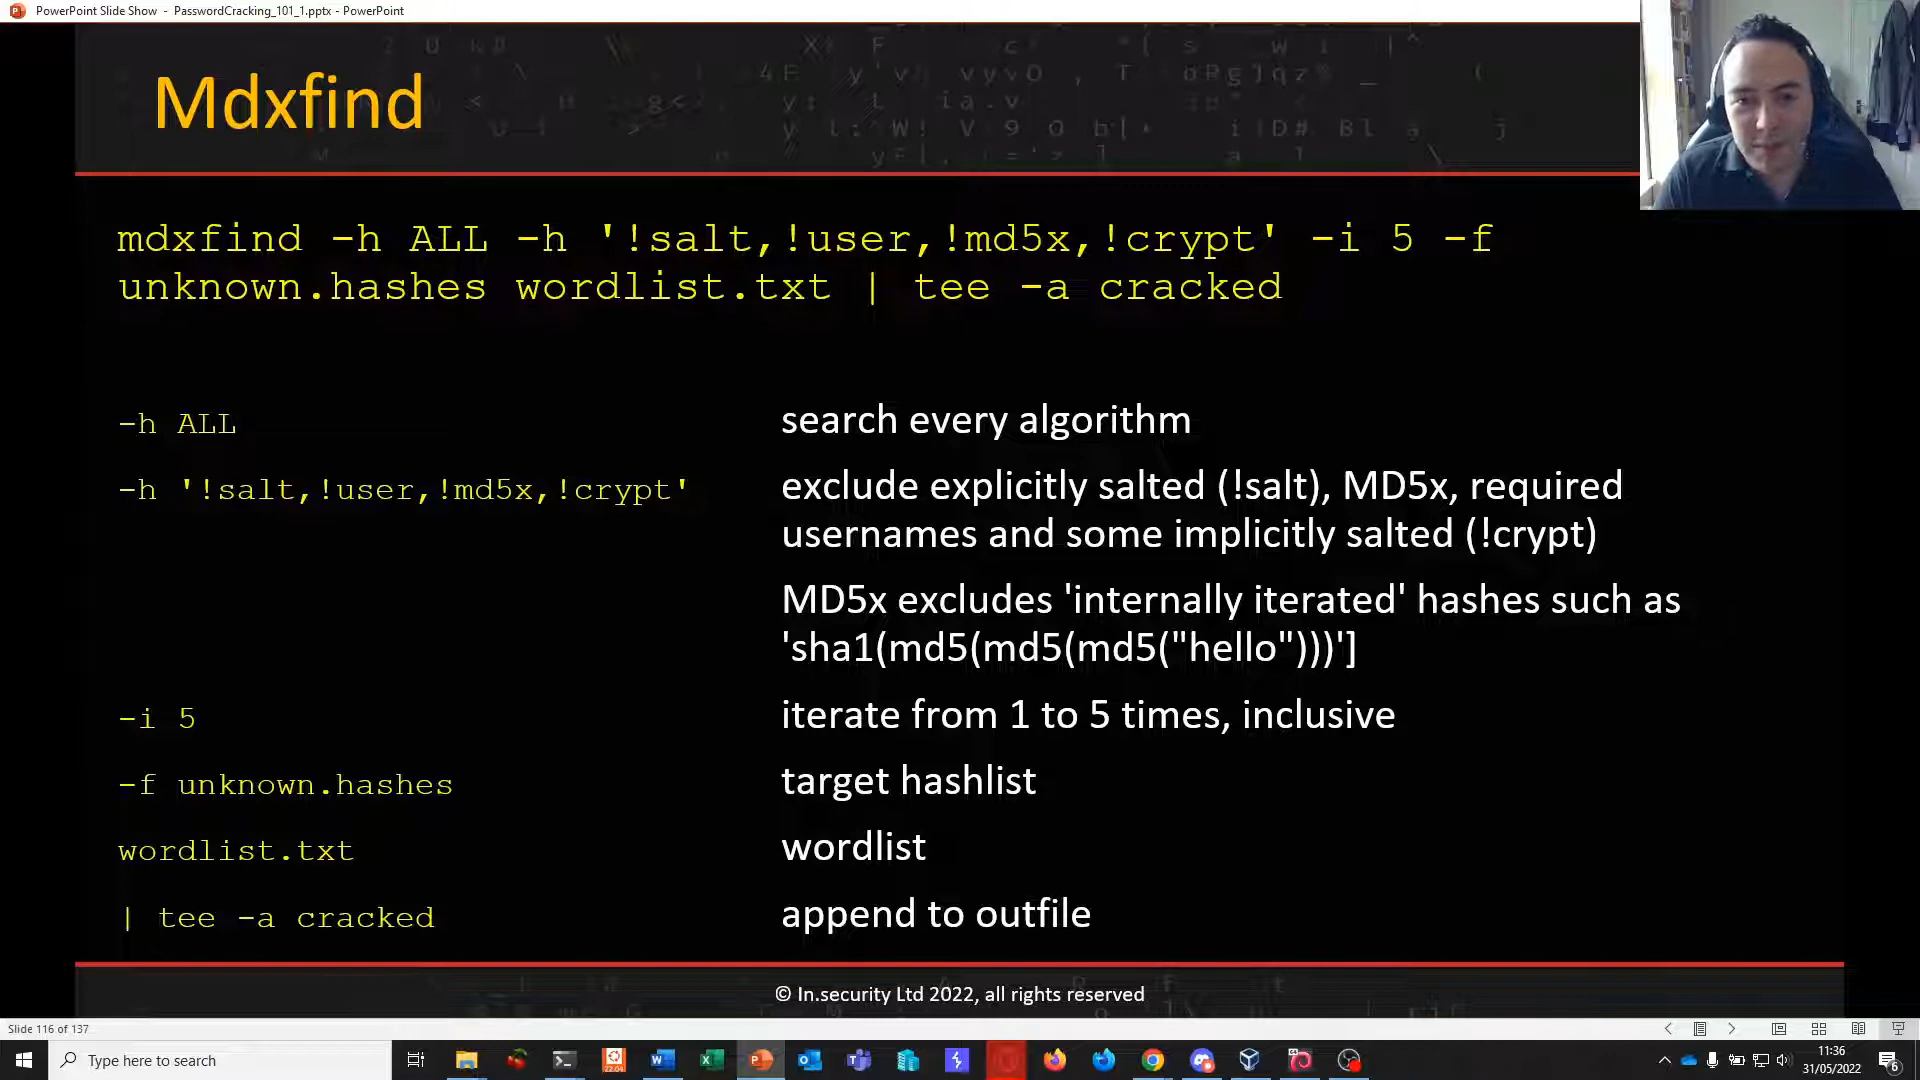 PowerPoint Slide Show - PasswordCracking_101_1.pptx - PowerPoint
Mdxfind
mdxfind -h ALL -h '!salt,!user,!md5x,!crypt' -i 5 -f
unknown.hashes wordlist.txt | tee -a cracked
-h ALL
search every algorithm
-h '!salt,!user,!md5x,!crypt'
exclude explicitly salted (!salt), MD5x, required
usernames and some implicitly salted (!crypt)
MD5x excludes 'internally iterated' hashes such as
'sha1(md5(md5(md5("hello")))']
-i 5
iterate from 1 to 5 times, inclusive
-f unknown.hashes
target hashlist
wordlist.txt
wordlist
| tee -a cracked
append to outfile
© In.security Ltd 2022, all rights reserved
Slide 116 of 137
Type here to search
22.04
11:36
31/05/2022
6